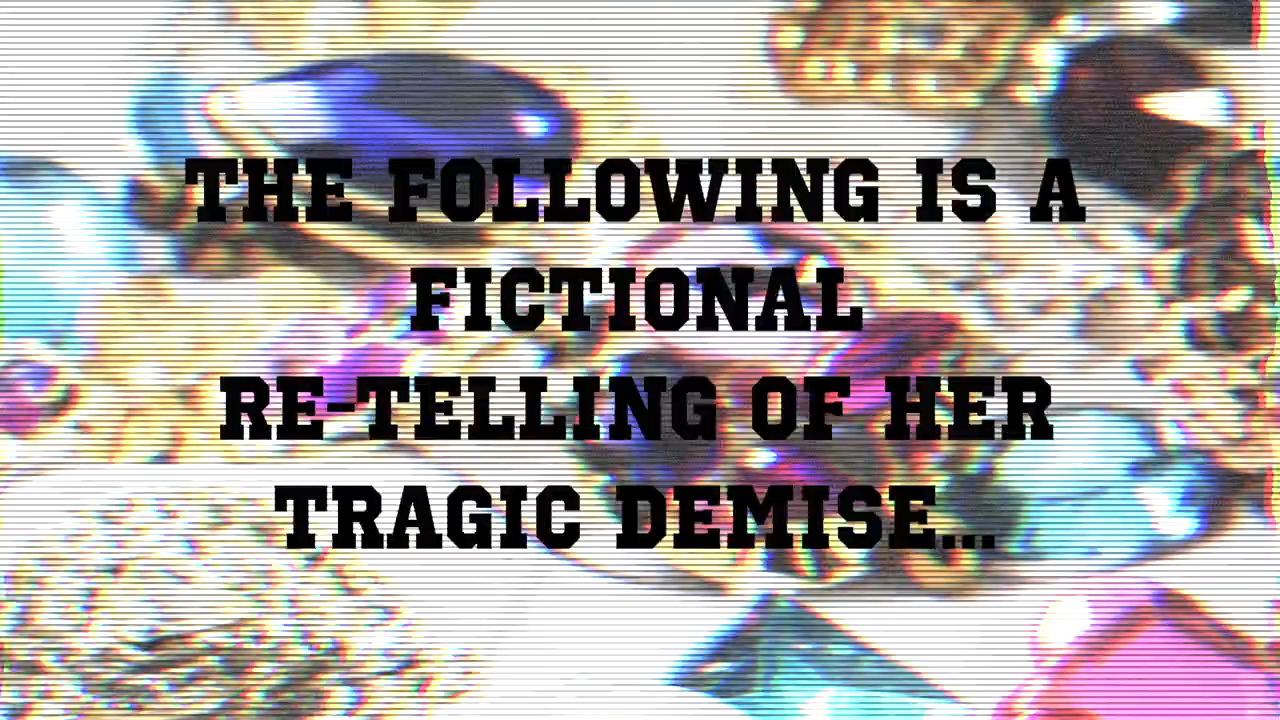 THE FOLLOWING IS A
FICTIONAL
RE-TELLING OF HER
TRAGIC DEMISE...